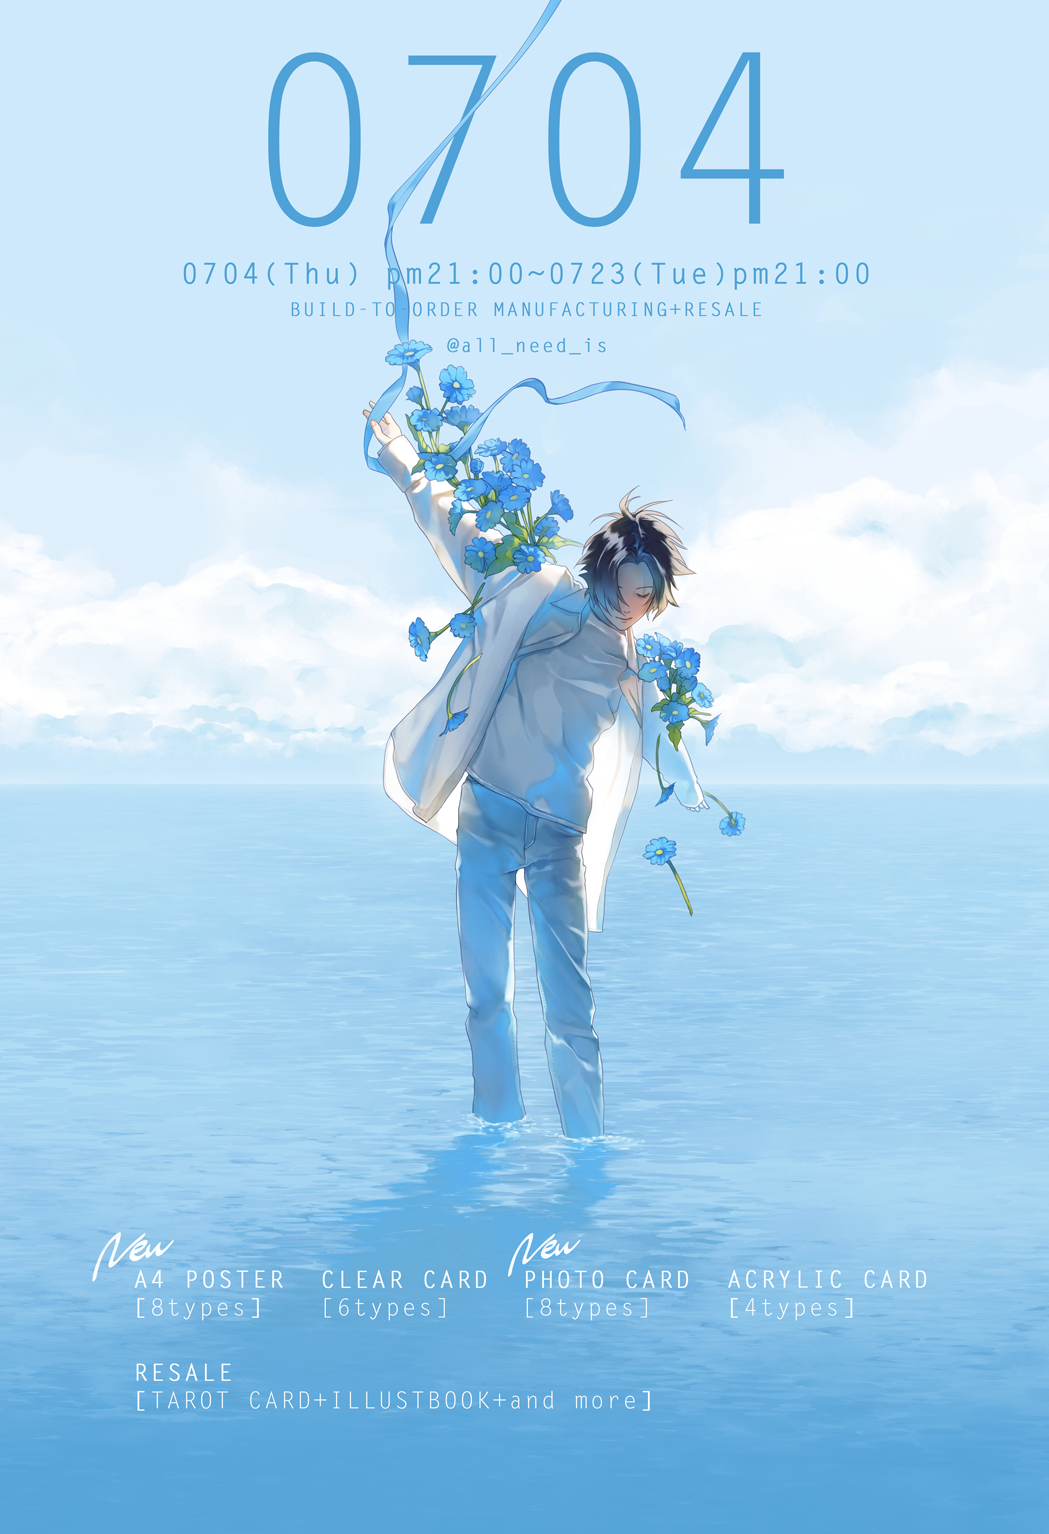 0704
0704(Thu) pm21:00~0723(Tue)pm21:00
BUILD-TO-ORDER MANUFACTURING+RESALE
@all_need_is
New New
A4 POSTER CLEAR CARD PHOTO CARD ACRYLIC CARD
[8types] [6types] [8types] [4types]
RESALE
[TAROT CARD+ILLUSTBOOK+and more]